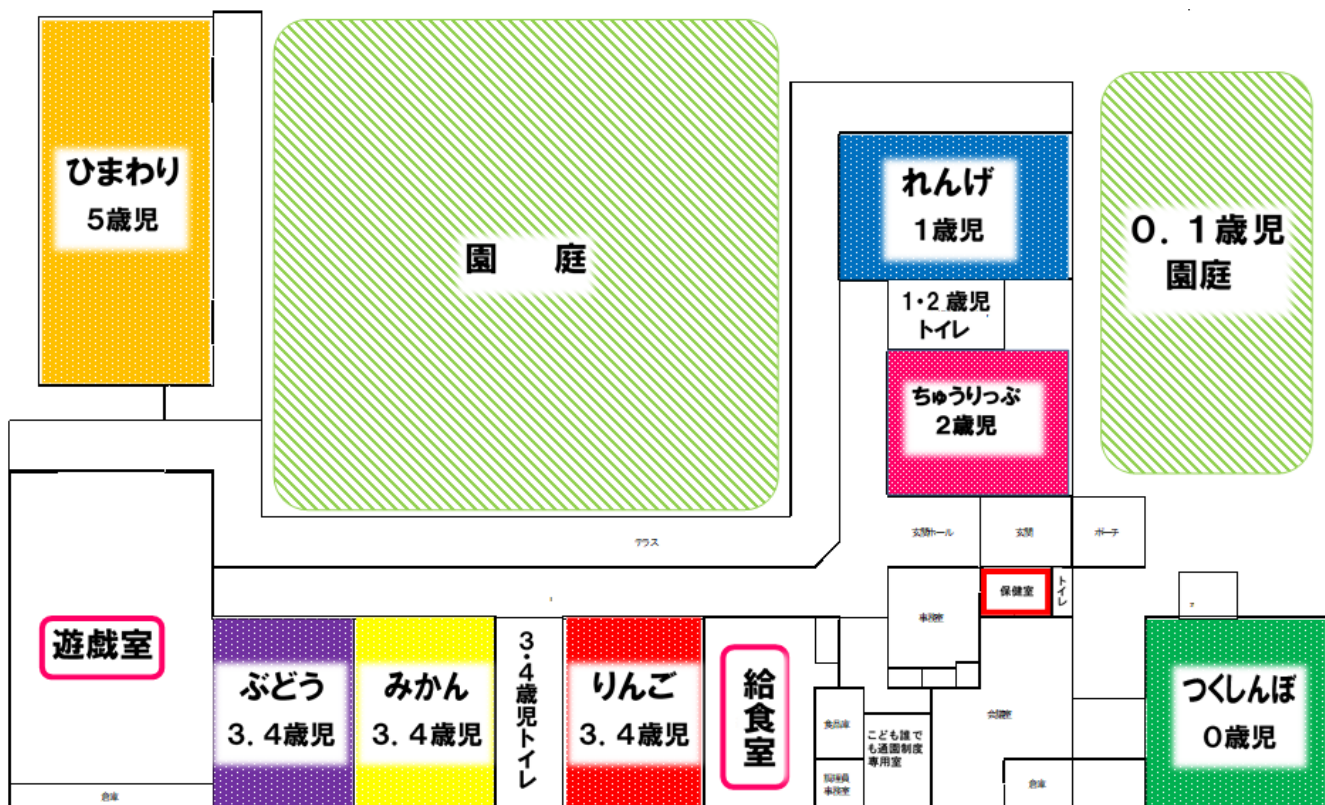 ひまわり
5歳児
園　庭
れんげ
1歳児
0．1歳児
園庭
1・2歳児
トイレ
ちゅうりっぷ
2歳児
玄関ホール
玄関
ポーチ
テラス
保健室
トイレ
事務室
遊戯室
ぶどう
3．4歳児
みかん
3．4歳児
3・4歳児トイレ
りんご
3．4歳児
給食室
食品庫
こども誰で
も通園制度
専用室
調理員
事務室
会議室
倉庫
つくしんぼ
0歳児
倉庫